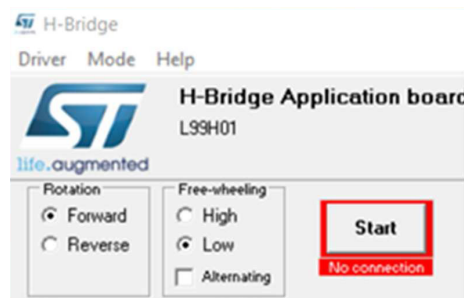 H-Bridge
Driver Mode Help
H-Bridge Application board
L99H01
life.augmented
Rotation
Forward
Reverse
Free-wheeling
High
Low
Alternating
Start
No connection